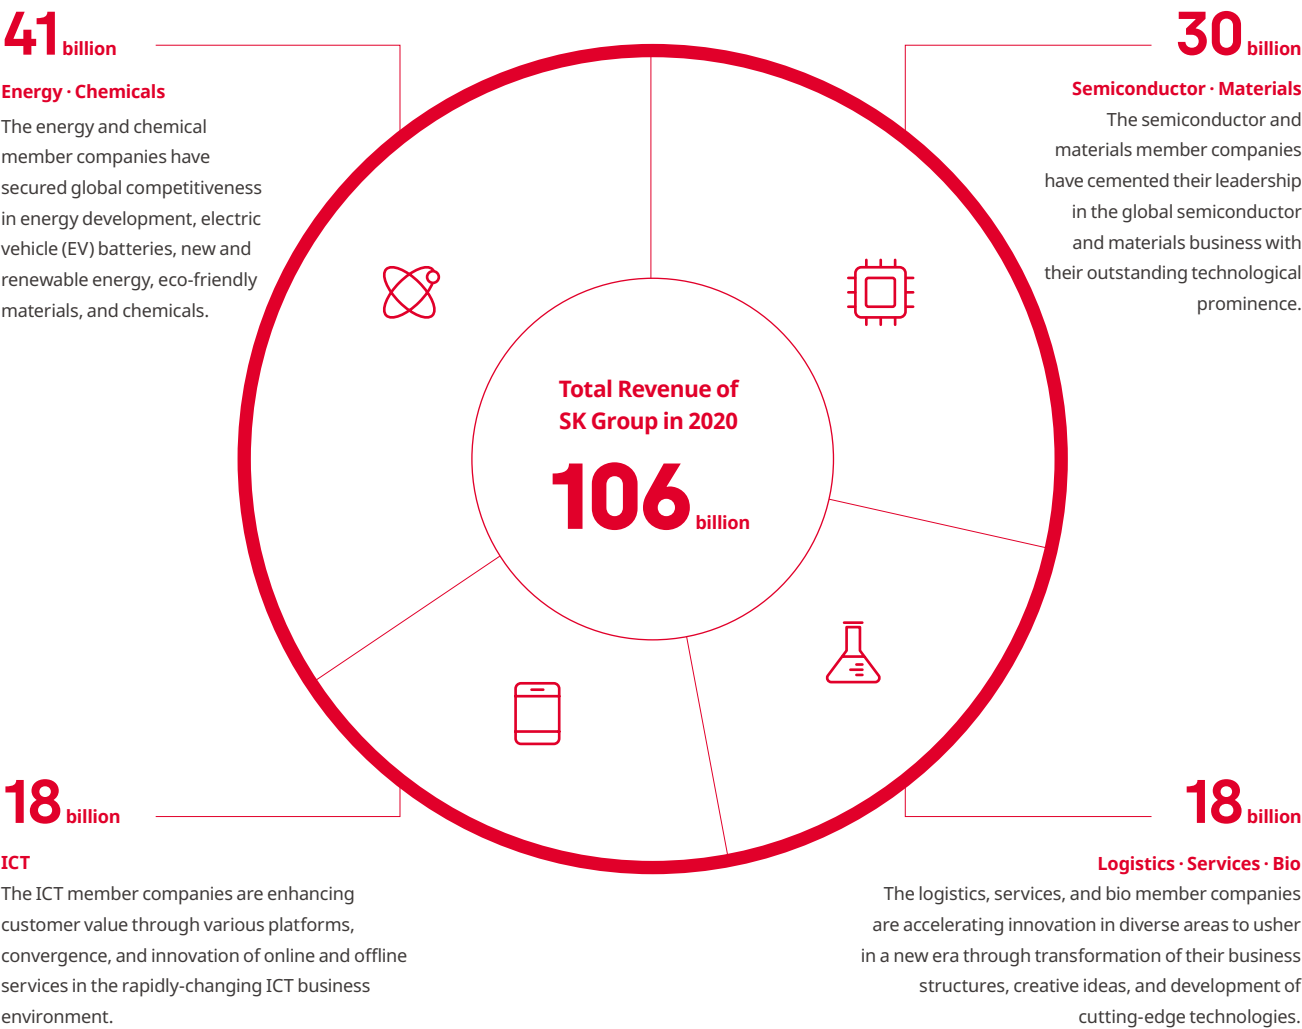 41 billion
Energy · Chemicals
The energy and chemical
member companies have
secured global competitiveness
in energy development, electric
vehicle (EV) batteries, new and
renewable energy, eco-friendly
materials, and chemicals.
30 billion
Semiconductor · Materials
The semiconductor and
materials member companies
have cemented their leadership
in the global semiconductor
and materials business with
their outstanding technological
prominence.
Total Revenue of
SK Group in 2020
106 billion
18 billion
ICT
The ICT member companies are enhancing
customer value through various platforms,
convergence, and innovation of online and offline
services in the rapidly-changing ICT business
environment.
18 billion
Logistics · Services · Bio
The logistics, services, and bio member companies
are accelerating innovation in diverse areas to usher
in a new era through transformation of their business
structures, creative ideas, and development of
cutting-edge technologies.